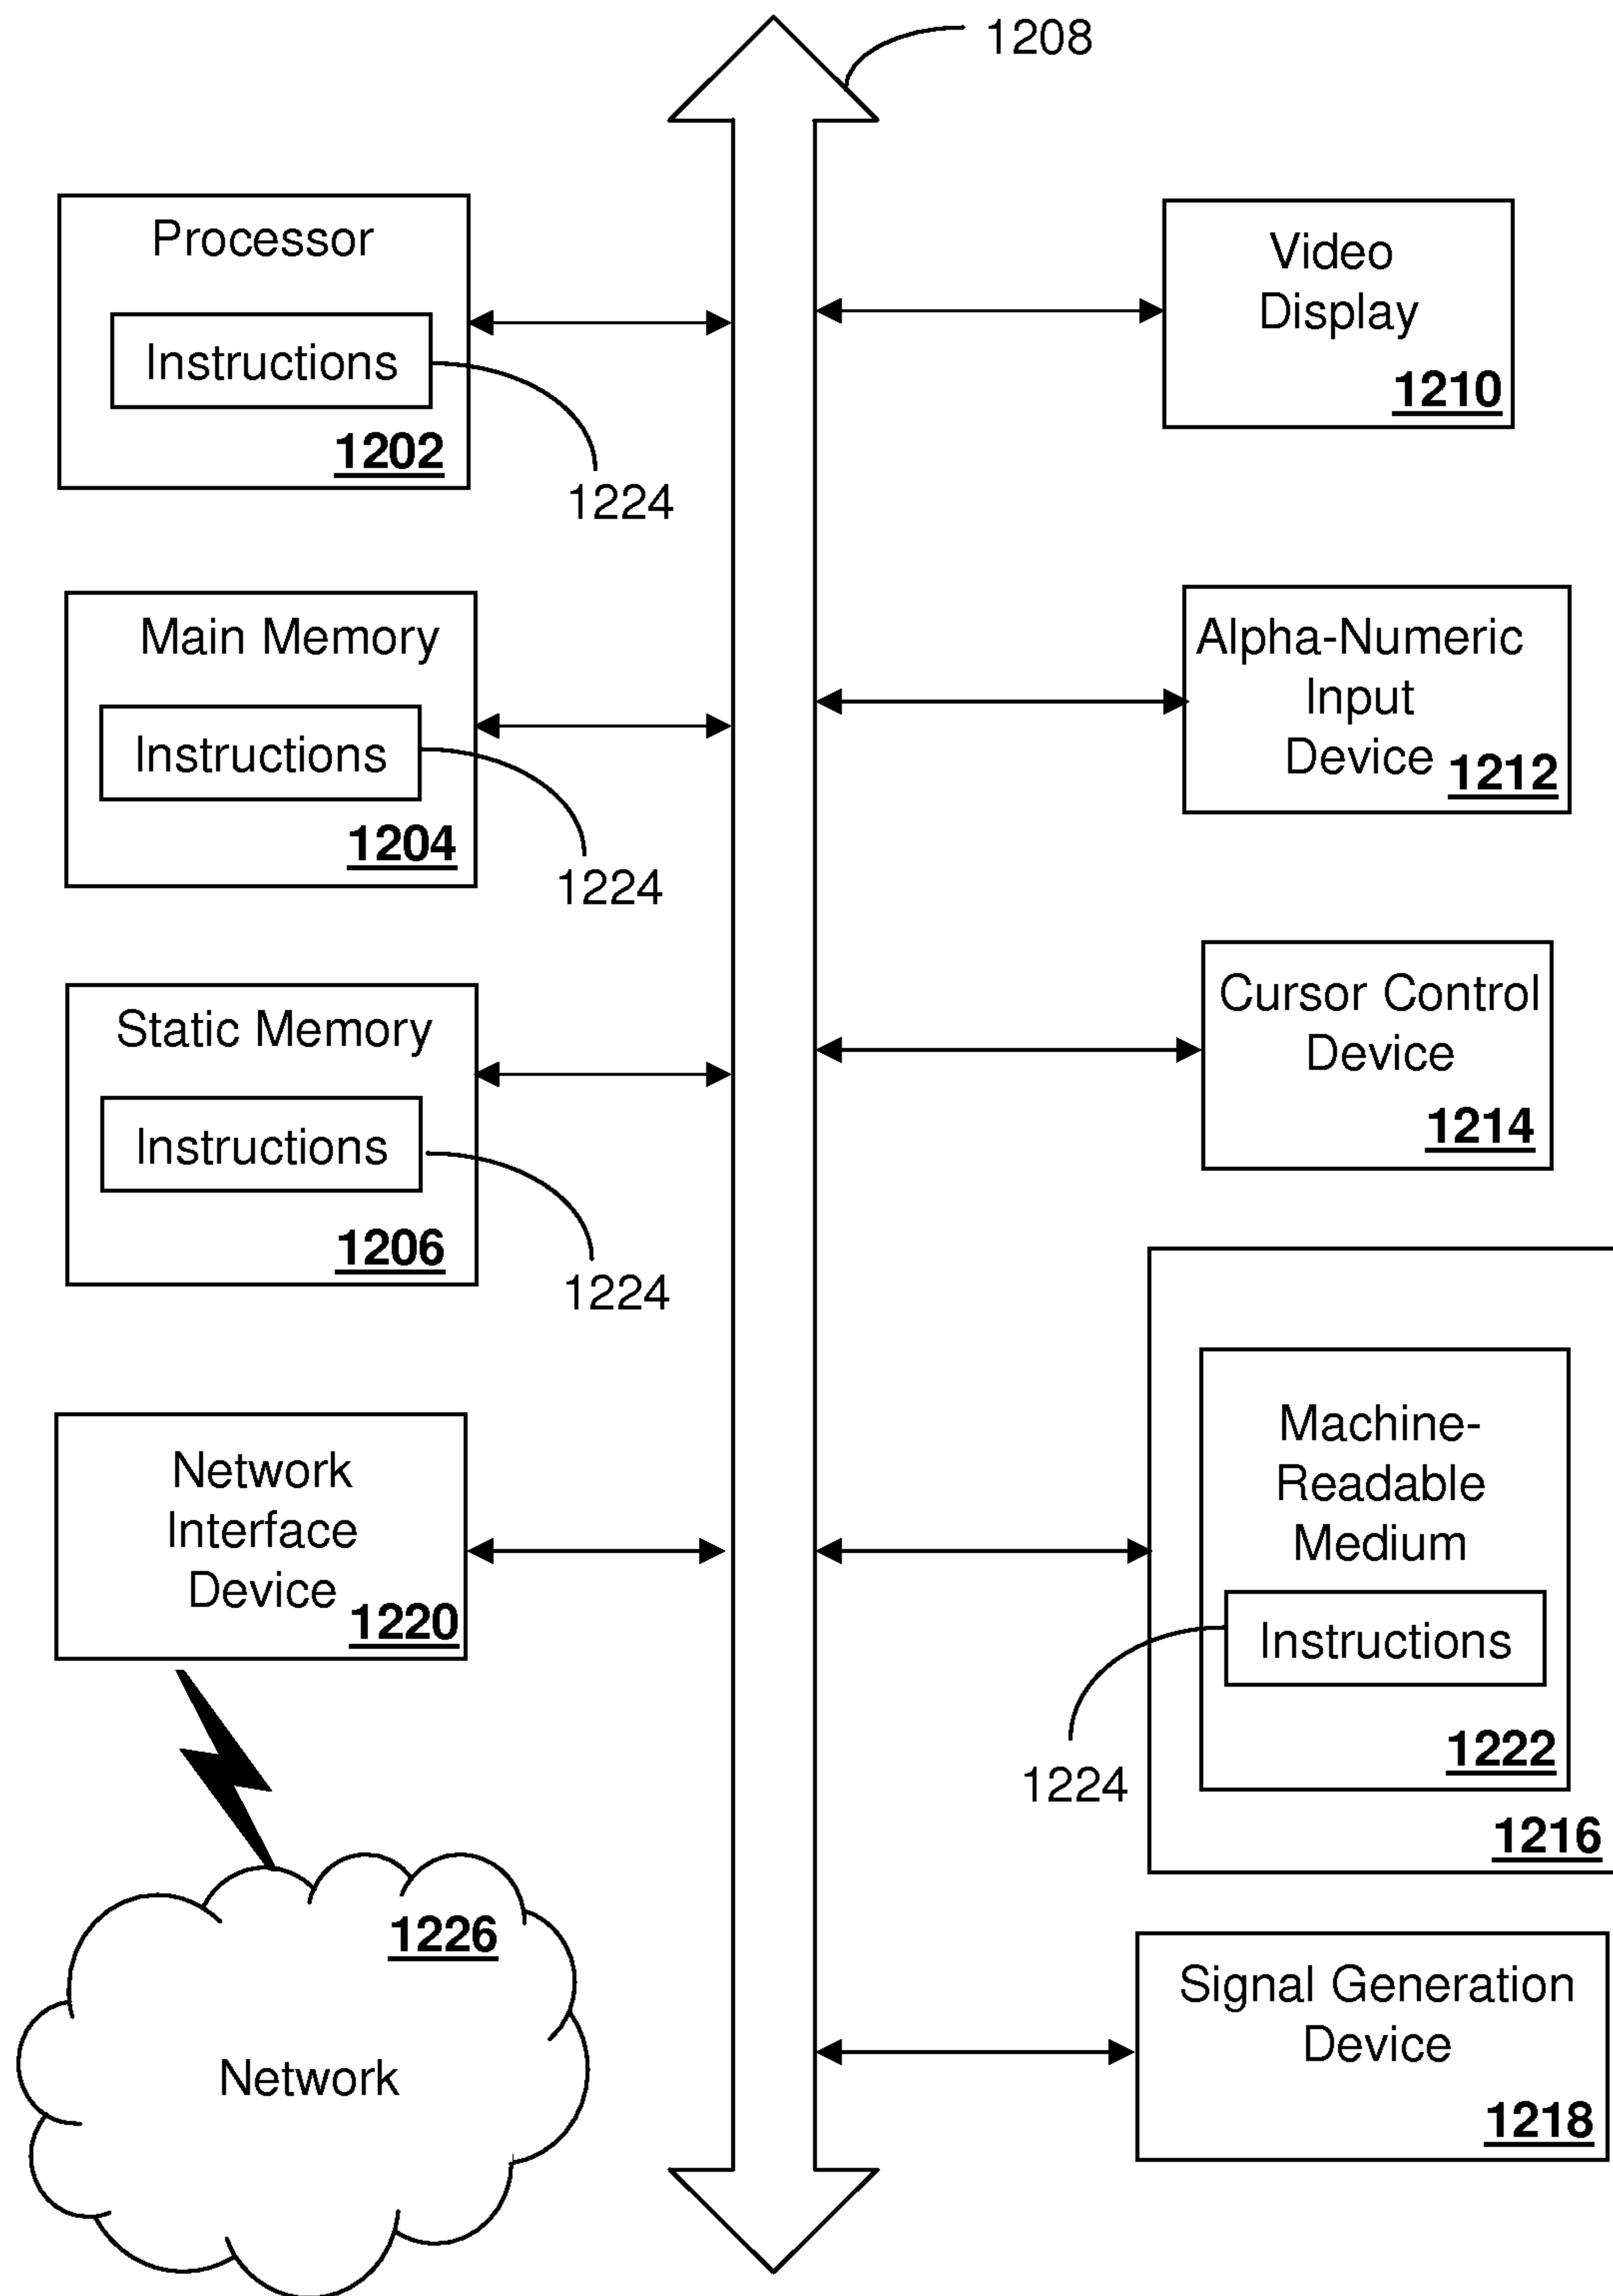 1208
Processor
Instructions
1202
1224
Main Memory
Instructions
1204
1224
Static Memory
Instructions
1206
1224
Network
Interface
Device
1220
1226
Network
Video
Display
1210
Alpha-Numeric
Input
Device 1212
Cursor Control
Device
1214
Machine-
Readable
Medium
Instructions
1222
1224
1216
Signal Generation
Device
1218